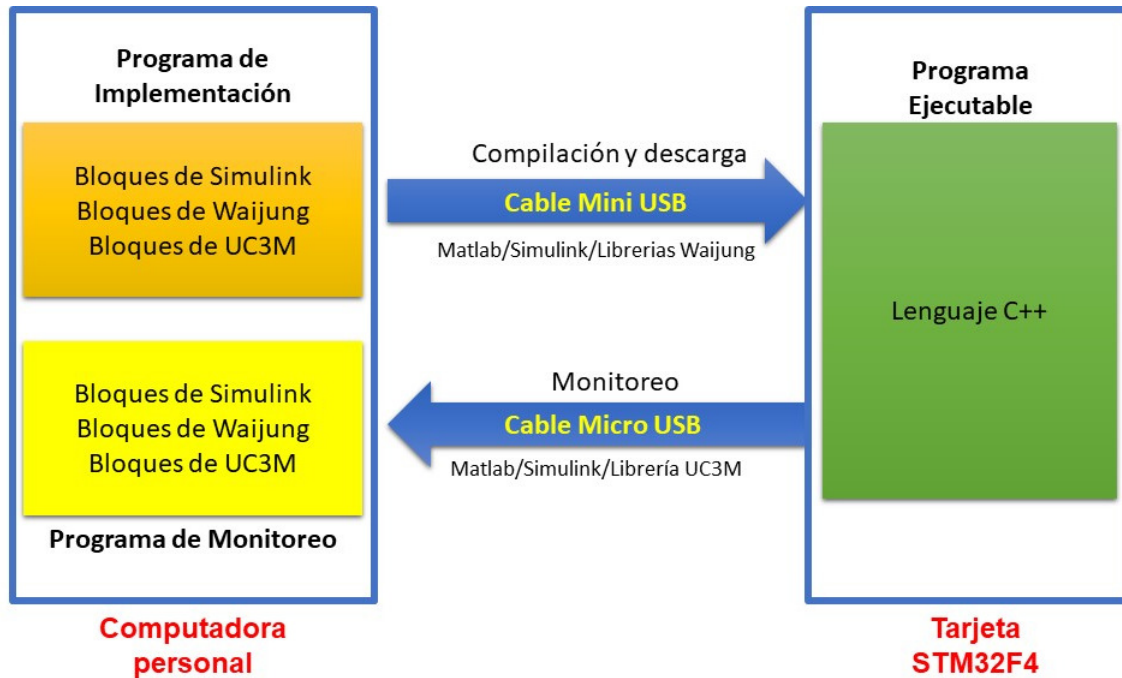 Programa de
Implementación
Bloques de Simulink
Bloques de Waijung
Bloques de UC3M
Bloques de Simulink
Bloques de Waijung
Bloques de UC3M
Programa de Monitoreo
Computadora
personal
Compilación y descarga
Cable Mini USB
Matlab/Simulink/Librerias Waijung
Monitoreo
Cable Micro USB
Matlab/Simulink/Librería UC3M
Programa
Ejecutable
Lenguaje C++
Tarjeta
STM32F4